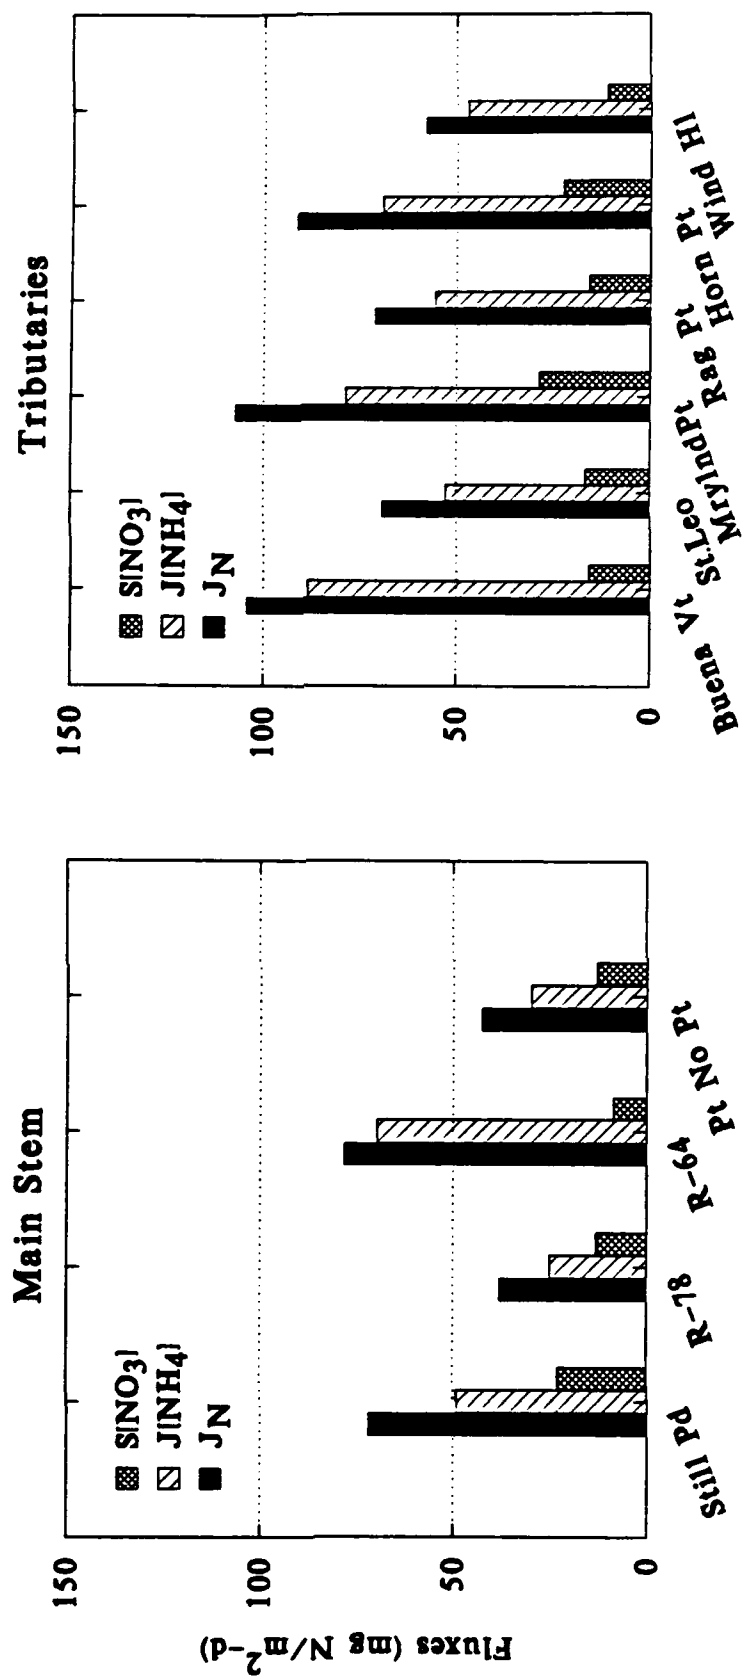 Main Stem
Fluxes (mg N/m²-d)
150
100
50
0
S[NO3]
J[NH4]
JN
Still Pd
R-78
R-64
Pt No Pt
Tributaries
150
100
50
0
S[NO3]
J[NH4]
JN
Buena Vt
St.Leo
MrylndPt
Rag Pt
Horn Pt
Wind Hl